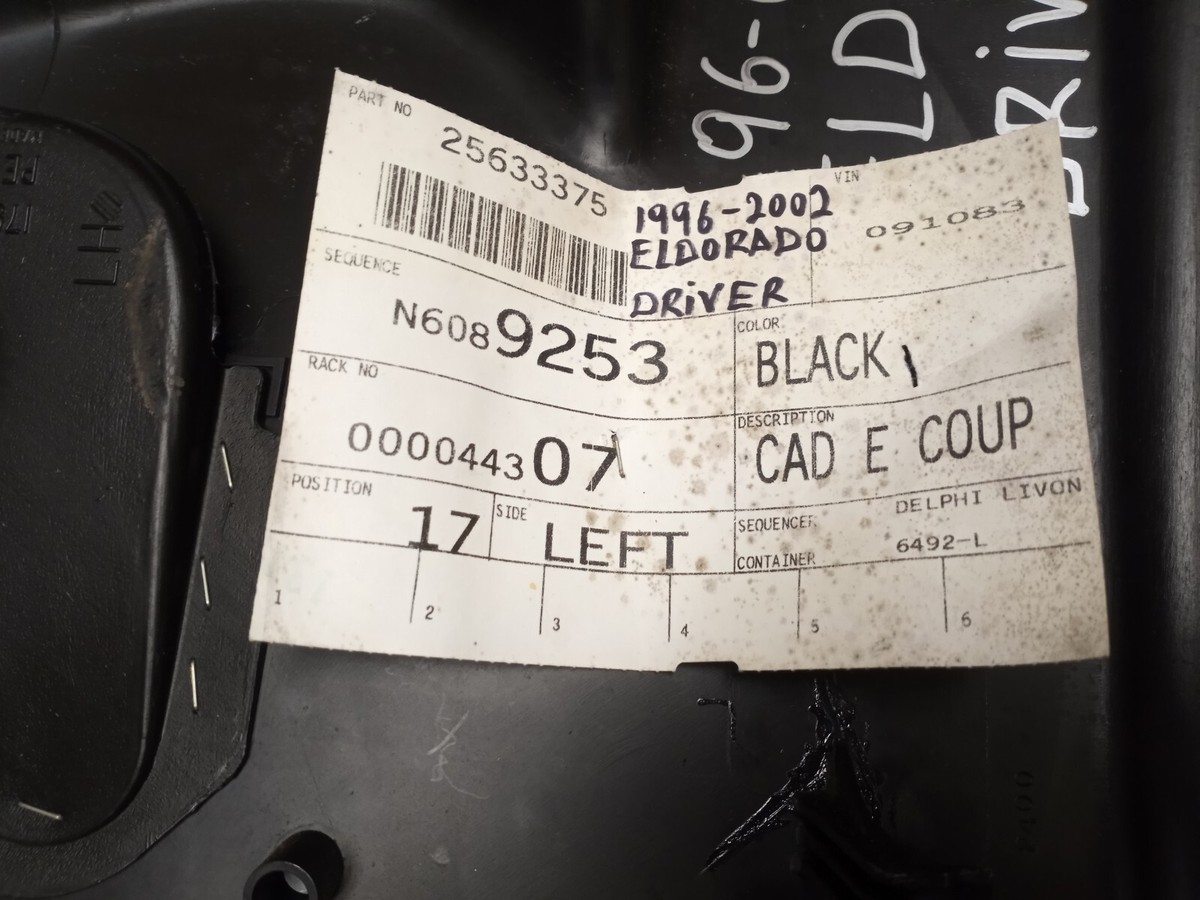 96-
ELD
DRIV
LH
PART NO
25633375
1996-2002
ELDORADO
DRIVER
VIN
091083
SEQUENCE
N6089253
COLOR
BLACK
RACK NO
000044307
DESCRIPTION
CAD E COUP
POSITION
17
SIDE
LEFT
SEQUENCER DELPHI LIVON
CONTAINER 6492-L
1 2 3 4 5 6